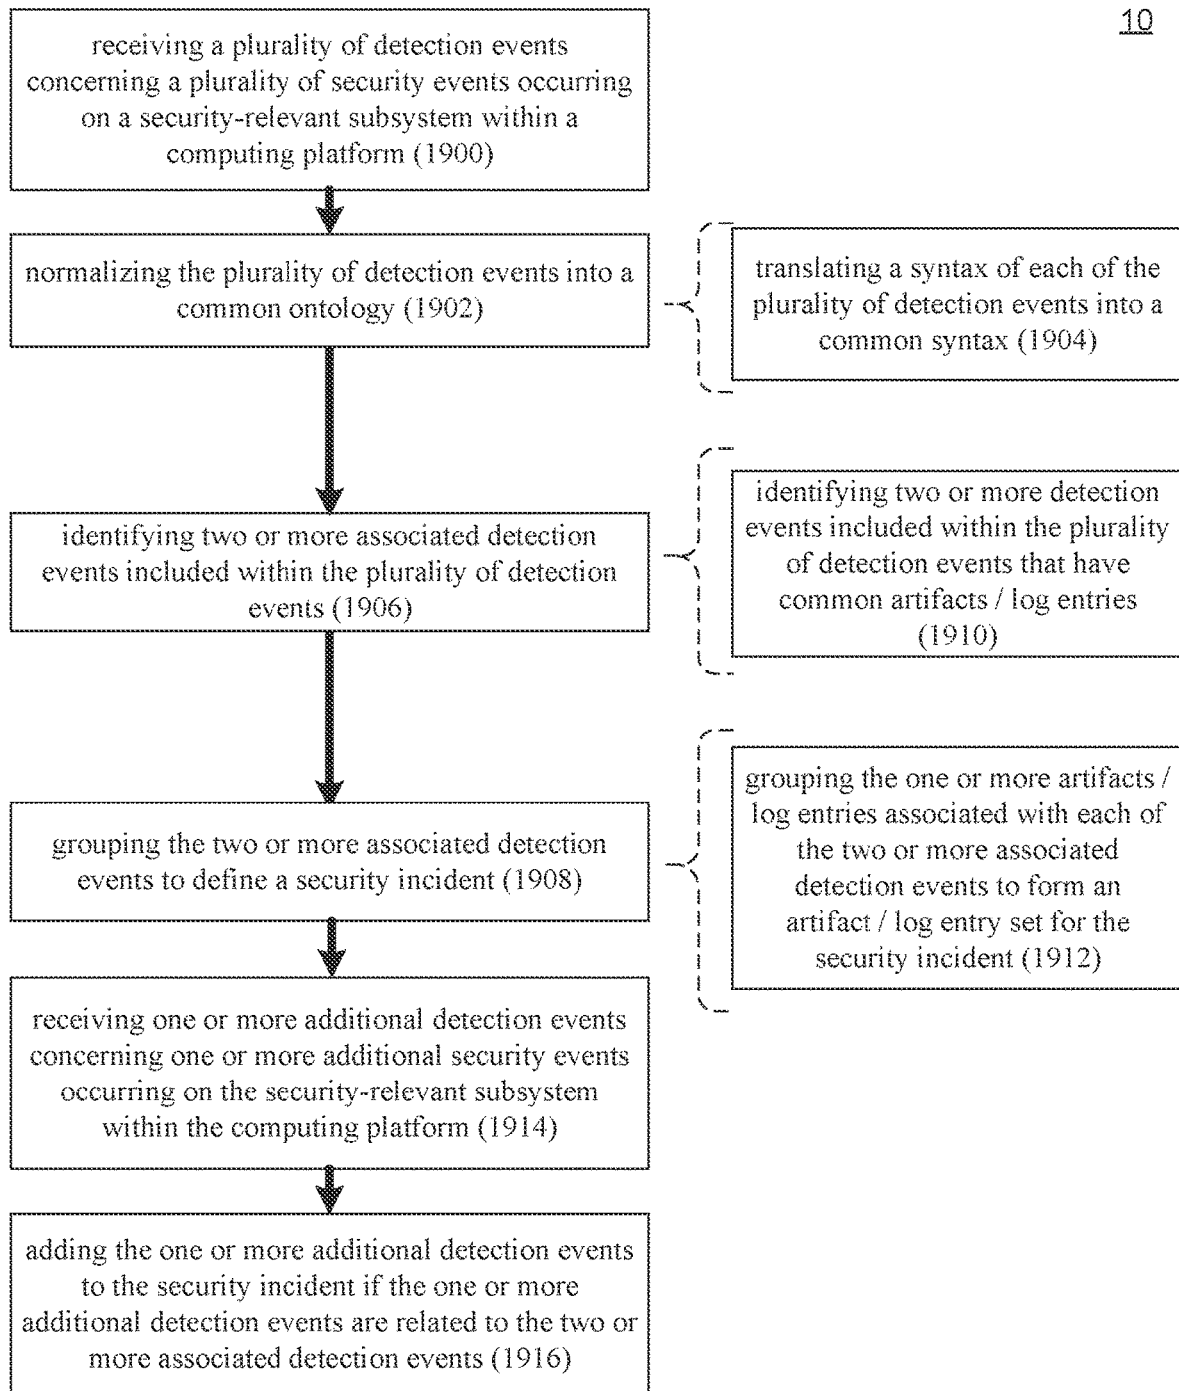 10
receiving a plurality of detection events
concerning a plurality of security events occurring
on a security-relevant subsystem within a
computing platform (1900)
normalizing the plurality of detection events into a
common ontology (1902)
translating a syntax of each of the
plurality of detection events into a
common syntax (1904)
identifying two or more associated detection
events included within the plurality of detection
events (1906)
identifying two or more detection
events included within the plurality
of detection events that have
common artifacts / log entries
(1910)
grouping the two or more associated detection
events to define a security incident (1908)
grouping the one or more artifacts /
log entries associated with each of
the two or more associated
detection events to form an
artifact / log entry set for the
security incident (1912)
receiving one or more additional detection events
concerning one or more additional security events
occurring on the security-relevant subsystem
within the computing platform (1914)
adding the one or more additional detection events
to the security incident if the one or more
additional detection events are related to the two or
more associated detection events (1916)